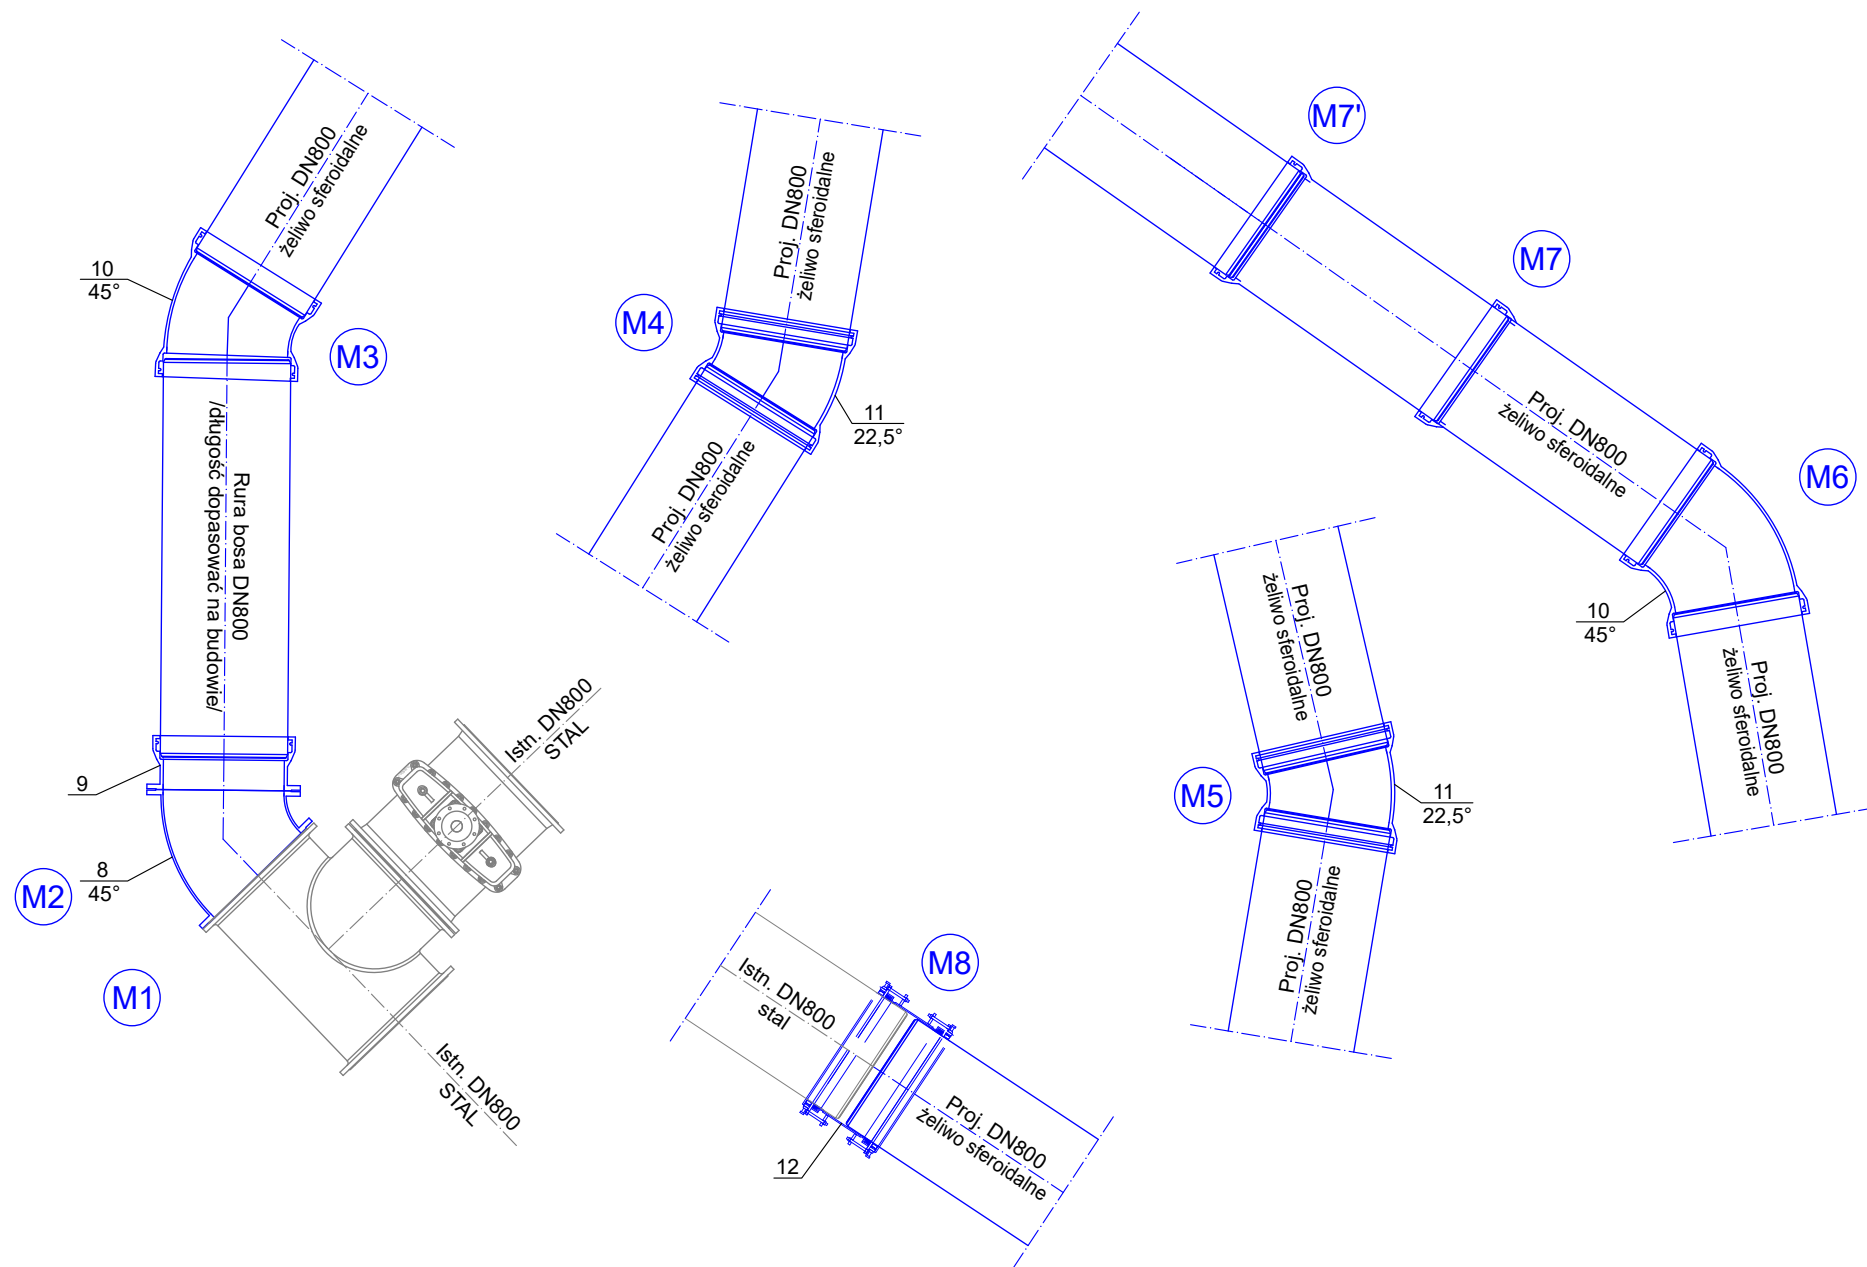 Proj. DN800
żeliwo sferoidalne
10
45°
M3
Rura bosa DN800
/długość dopasować na budowie/
9
8
45°
M2
M1
Istn. DN800
STAL
Istn. DN800
STAL
Proj. DN800
żeliwo sferoidalne
M4
11
22,5°
Proj. DN800
żeliwo sferoidalne
M7'
M7
Proj. DN800
żeliwo sferoidalne
M6
10
45°
Proj. DN800
żeliwo sferoidalne
Proj. DN800
żeliwo sferoidalne
M5
11
22,5°
Proj. DN800
żeliwo sferoidalne
M8
Istn. DN800
stal
Proj. DN800
żeliwo sferoidalne
12